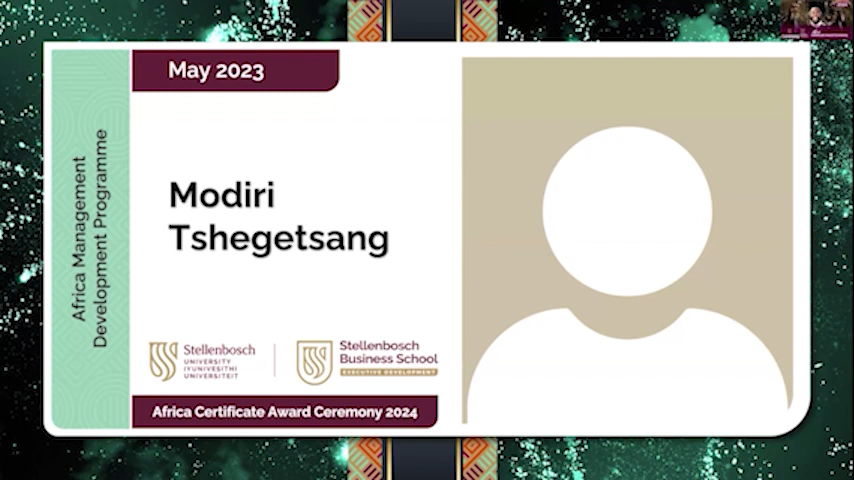 May 2023
Africa Management
Development Programme
Modiri
Tshegetsang
Stellenbosch
UNIVERSITY
IYUNIVESITHI
UNIVERSITEIT
Stellenbosch
Business School
EXECUTIVE DEVELOPMENT
Africa Certificate Award Ceremony 2024